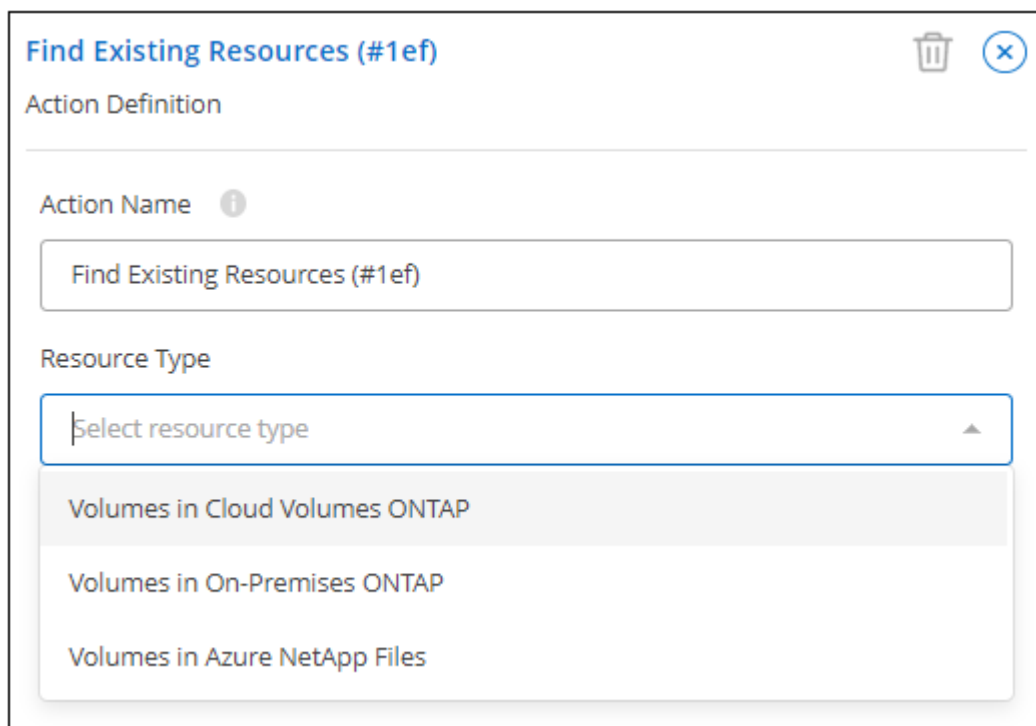 Find Existing Resources (#1ef)
Action Definition
Action Name
Find Existing Resources (#1ef)
Resource Type
Select resource type
Volumes in Cloud Volumes ONTAP
Volumes in On-Premises ONTAP
Volumes in Azure NetApp Files